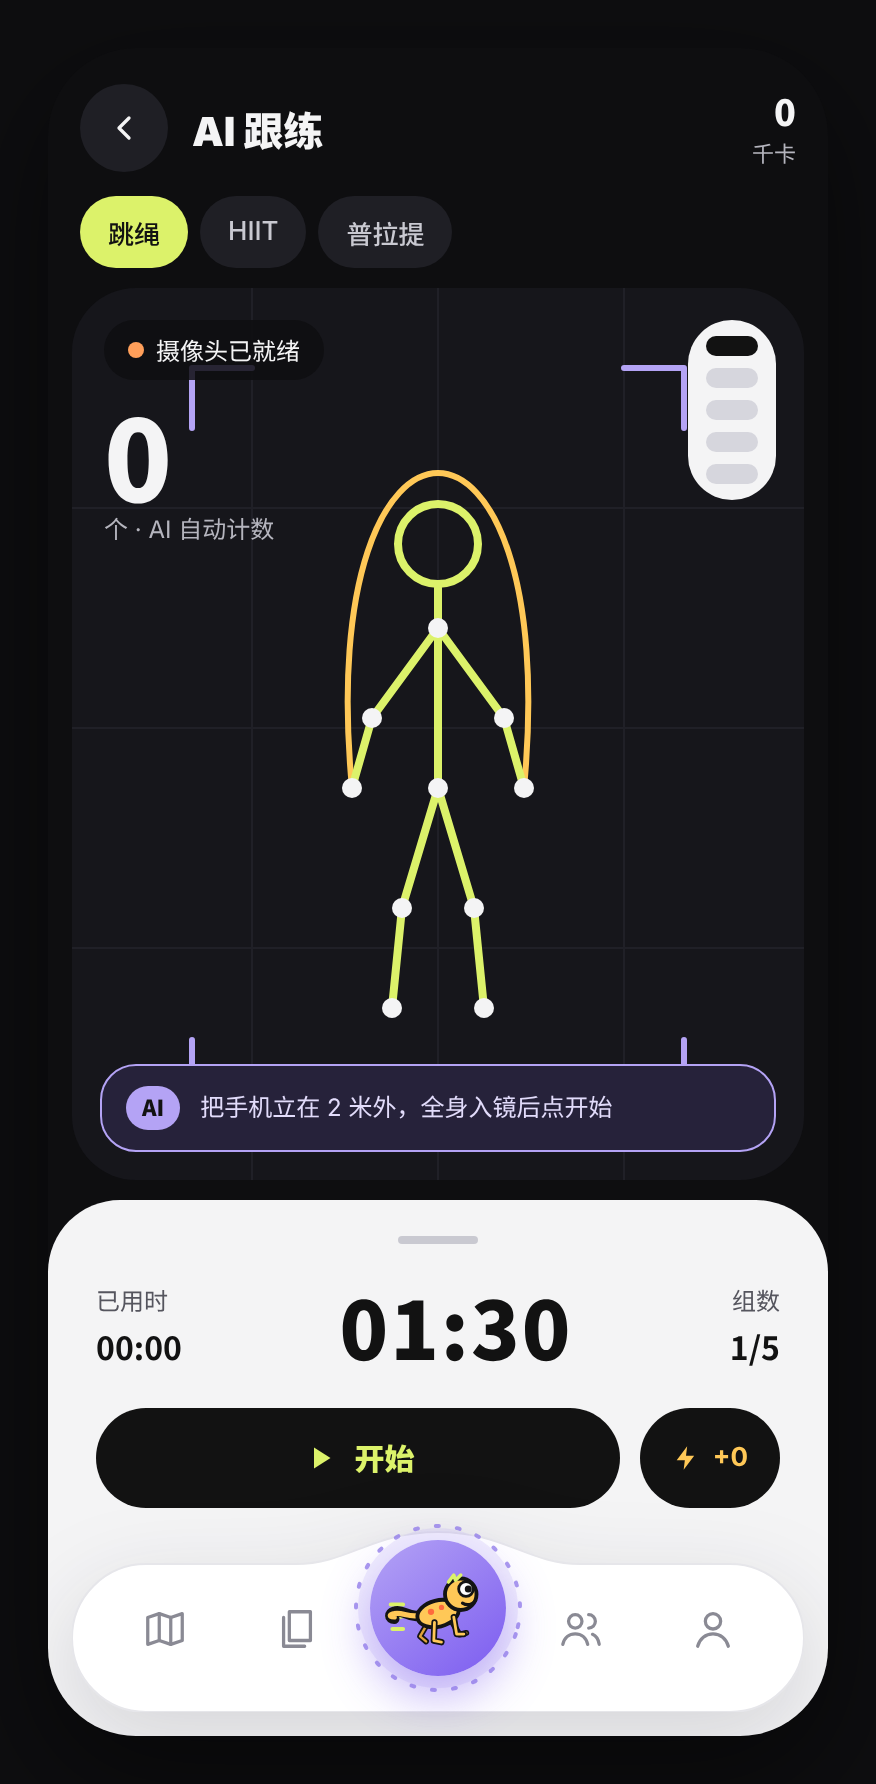 AI 跟练
0
千卡
跳绳
HIIT
普拉提
摄像头已就绪
0
个 · AI 自动计数
AI
把手机立在 2 米外，全身入镜后点开始
已用时
00:00
01:30
组数
1/5
开始
+0